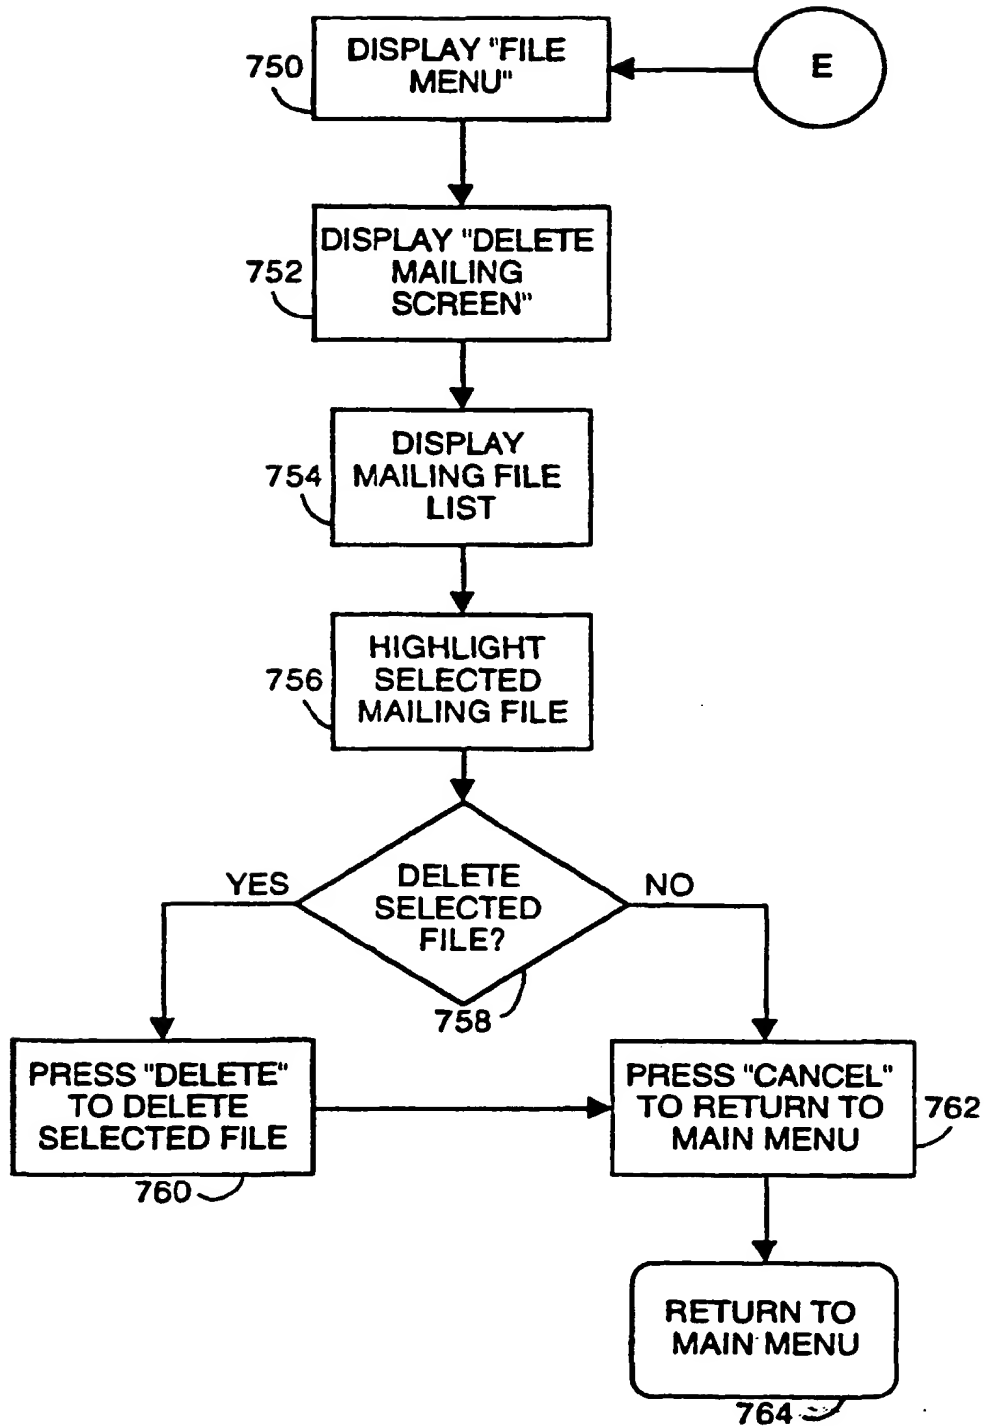 DISPLAY "FILE
MENU"
750
E
DISPLAY "DELETE
MAILING
SCREEN"
752
DISPLAY
MAILING FILE
LIST
754
HIGHLIGHT
SELECTED
MAILING FILE
756
DELETE
SELECTED
FILE?
YES
NO
758
PRESS "DELETE"
TO DELETE
SELECTED FILE
760
PRESS "CANCEL"
TO RETURN TO
MAIN MENU
762
RETURN TO
MAIN MENU
764